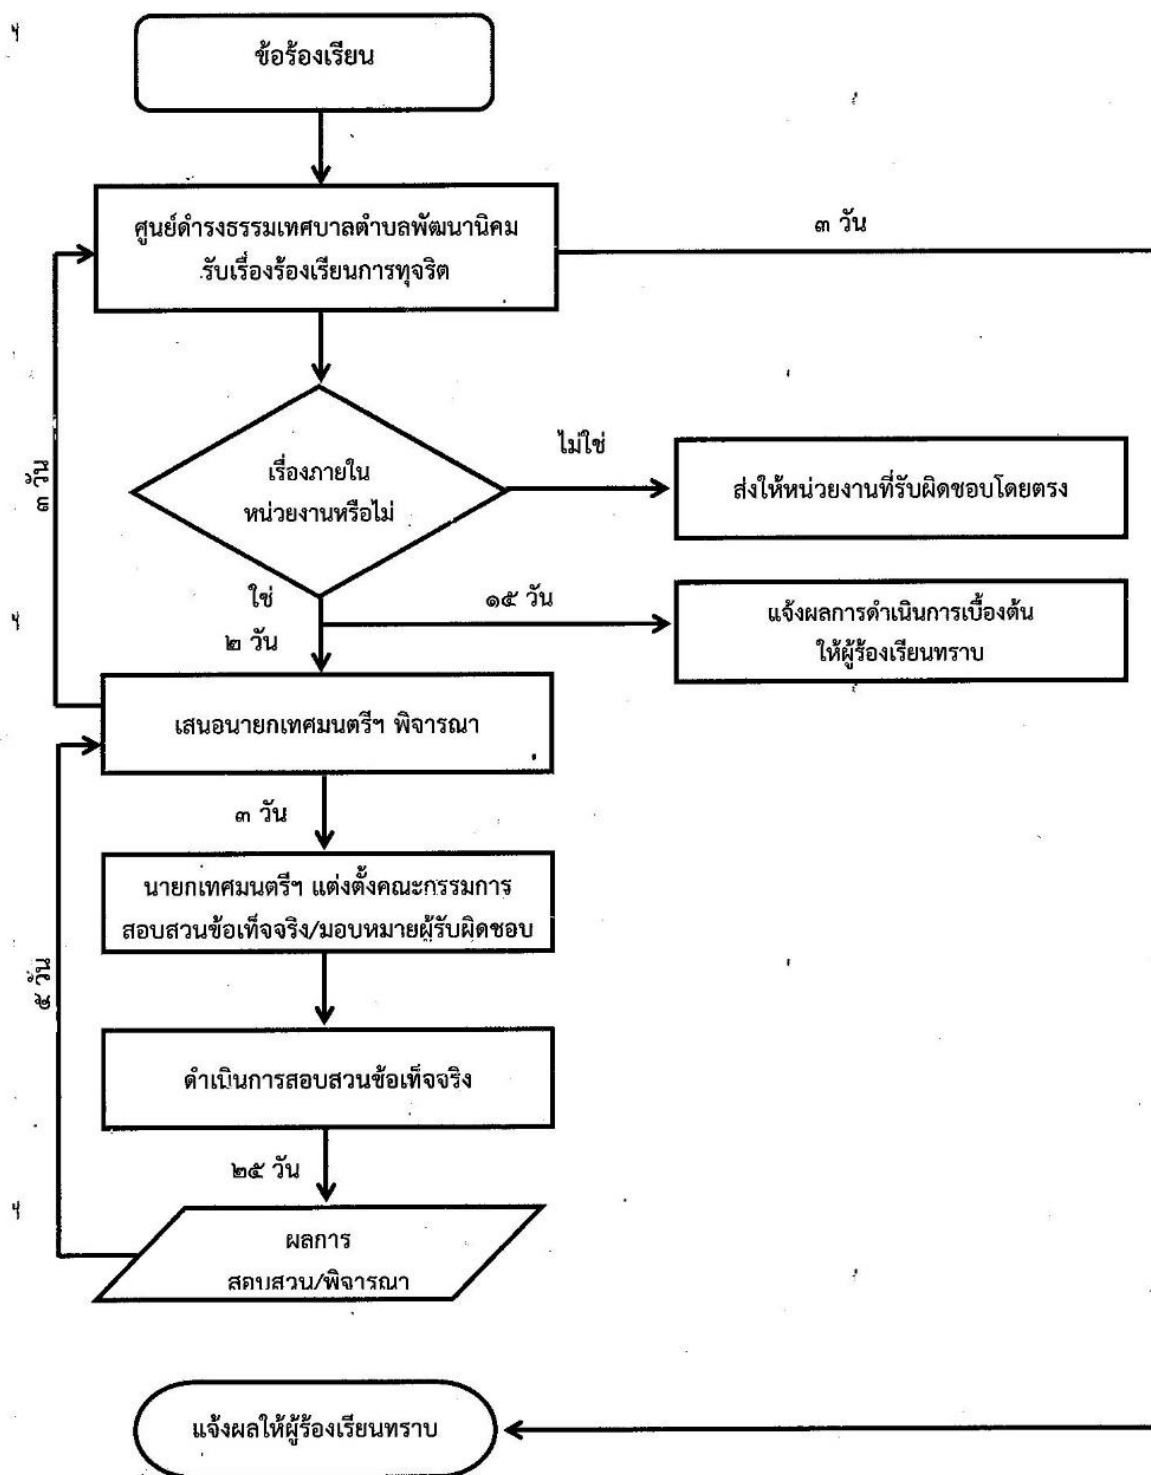 ข้อร้องเรียน
ศูนย์ดำรงธรรมเทศบาลตำบลพัฒนานิคม
รับเรื่องร้องเรียนการทุจริต
๓ วัน
เรื่องภายใน
หน่วยงานหรือไม่
ไม่ใช่
ส่งให้หน่วยงานที่รับผิดชอบโดยตรง
๓ วัน
ใช่
๒ วัน
๑๕ วัน
แจ้งผลการดำเนินการเบื้องต้น
ให้ผู้ร้องเรียนทราบ
เสนอนายกเทศมนตรีฯ พิจารณา
๓ วัน
นายกเทศมนตรีฯ แต่งตั้งคณะกรรมการ
สอบสวนข้อเท็จจริง/มอบหมายผู้รับผิดชอบ
๕ วัน
ดำเนินการสอบสวนข้อเท็จจริง
๒๕ วัน
ผลการ
สอบสวน/พิจารณา
แจ้งผลให้ผู้ร้องเรียนทราบ